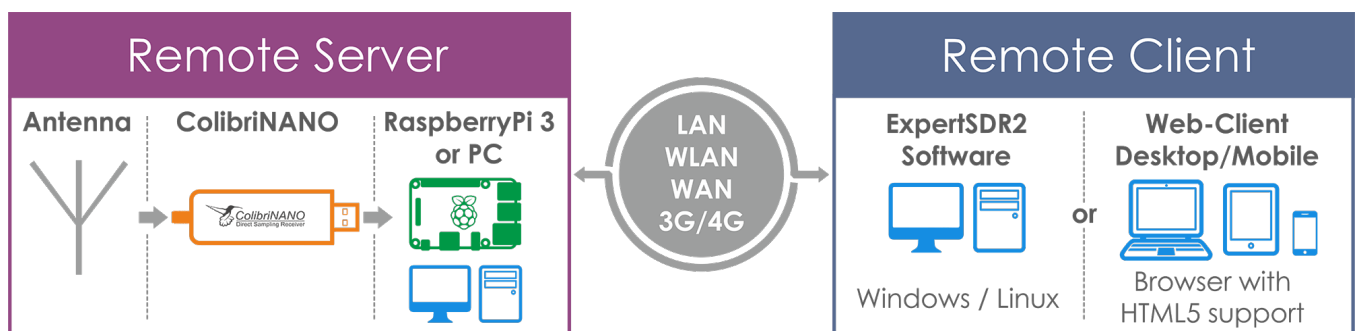 Remote Server
Antenna
ColibriNANO
RaspberryPi 3
or PC
ColibriNANO
Direct Sampling Receiver
LAN
WLAN
WAN
3G/4G
Remote Client
ExpertSDR2
Software
Windows / Linux
or
Web-Client
Desktop/Mobile
Browser with
HTML5 support